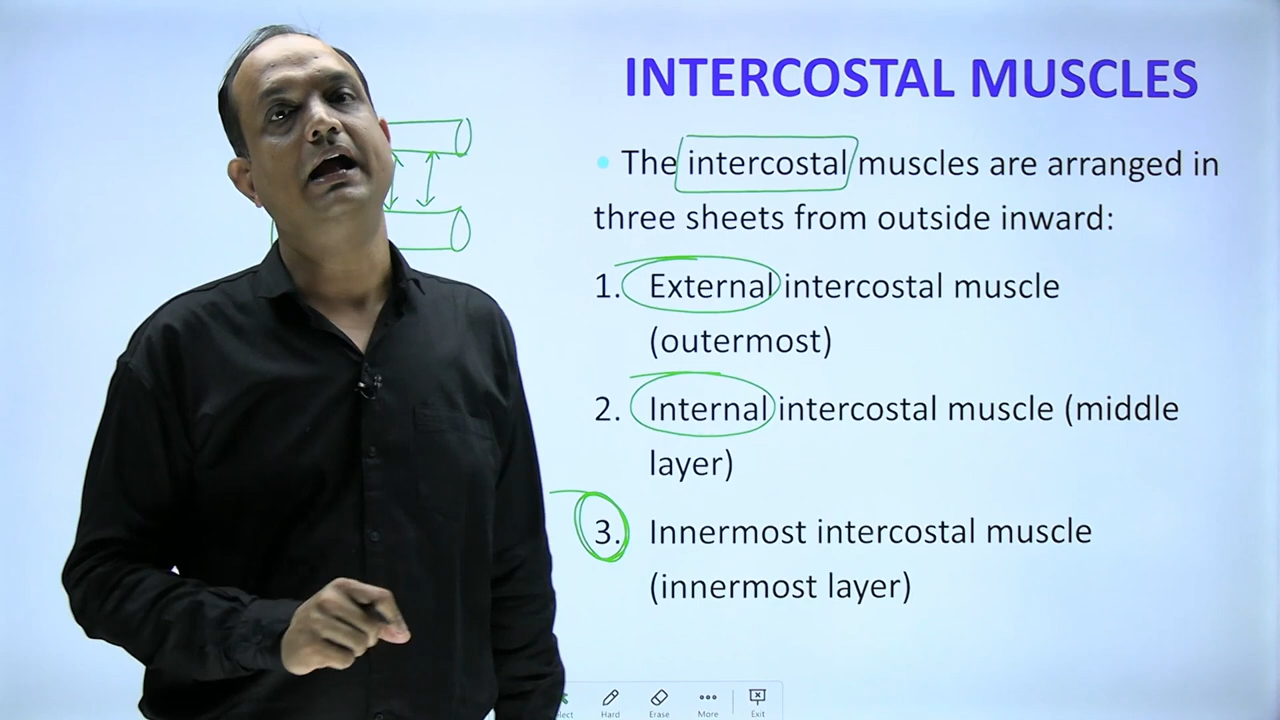 INTERCOSTAL MUSCLES
• The intercostal muscles are arranged in
three sheets from outside inward:
1. External intercostal muscle
(outermost)
2. Internal intercostal muscle (middle
layer)
3. Innermost intercostal muscle
(innermost layer)
Hard Erase More Exit